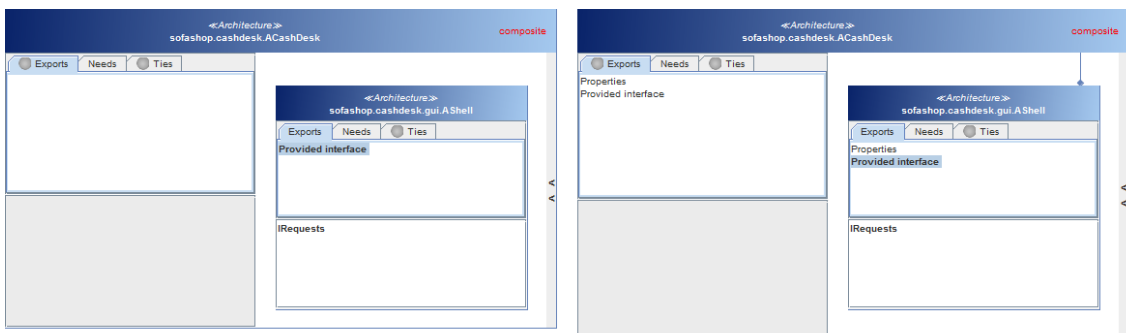 ≪Architecture≫
sofashop.cashdesk.ACashDesk
composite
Exports Needs Ties
≪Architecture≫
sofashop.cashdesk.gui.AShell
Exports Needs Ties
Provided interface
<
<
IRequests
≪Architecture≫
sofashop.cashdesk.ACashDesk
composite
Exports Needs Ties
Properties
Provided interface
≪Architecture≫
sofashop.cashdesk.gui.AShell
Exports Needs Ties
Properties
Provided interface
<
<
IRequests